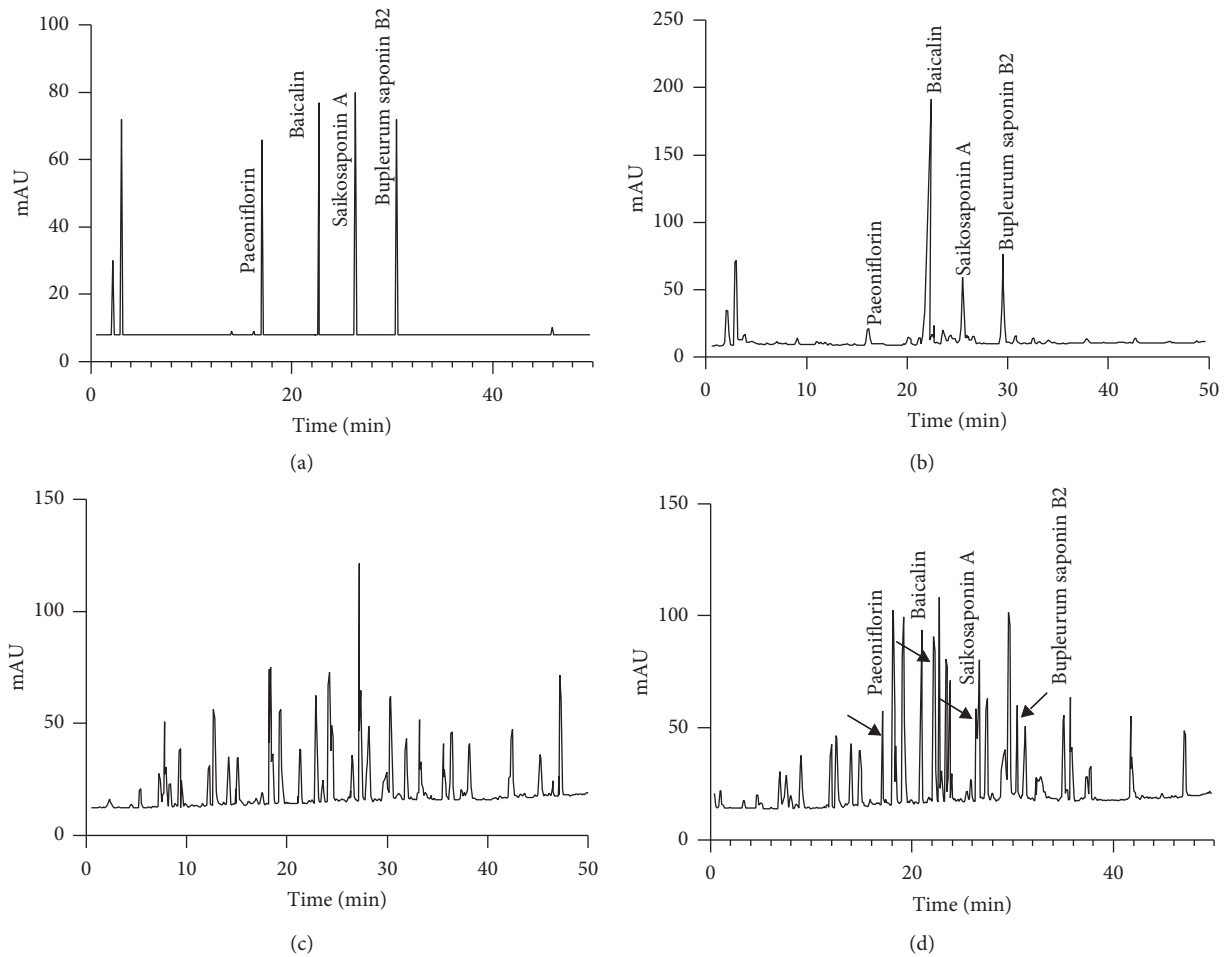 100
80
60
40
20
0
mAU
Paeoniflorin
Baicalin
Saikosaponin A
Bupleurum saponin B2
0
20
40
Time (min)
(a)
250
200
150
100
50
0
mAU
Paeoniflorin
Baicalin
Saikosaponin A
Bupleurum saponin B2
0
10
20
30
40
50
Time (min)
(b)
150
100
50
0
mAU
0
10
20
30
40
50
Time (min)
(c)
150
100
50
0
mAU
Paeoniflorin
Baicalin
Saikosaponin A
Bupleurum saponin B2
0
20
40
Time (min)
(d)